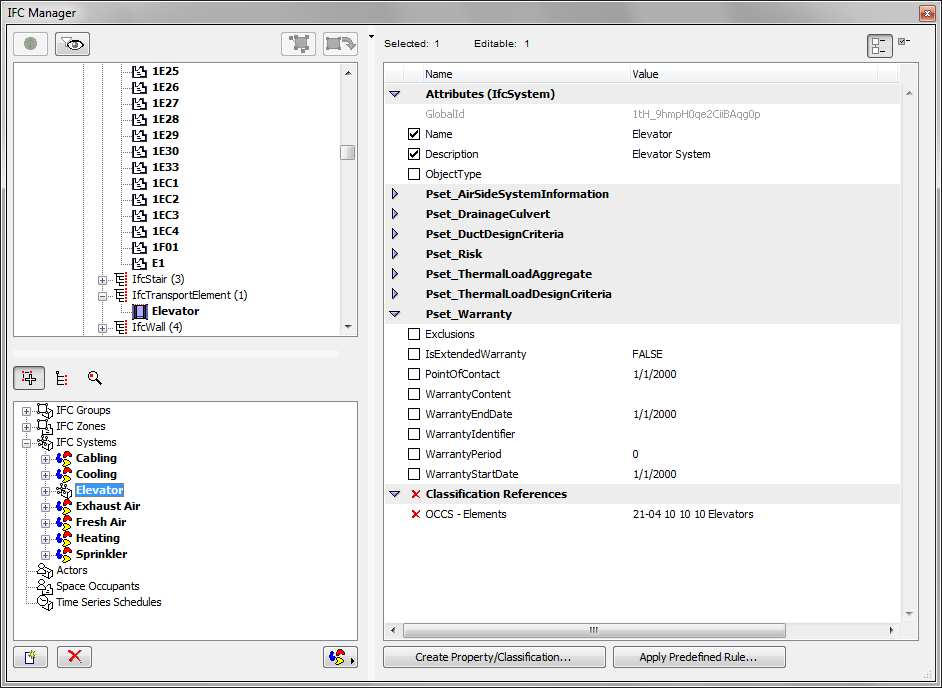 IFC Manager
Selected: 1 Editable: 1
1E25
1E26
1E27
1E28
1E29
1E30
1E33
1EC1
1EC2
1EC3
1EC4
1F01
E1
IfcStair (3)
IfcTransportElement (1)
Elevator
IfcWall (4)
IFC Groups
IFC Zones
IFC Systems
Cabling
Cooling
Elevator
Exhaust Air
Fresh Air
Heating
Sprinkler
Actors
Space Occupants
Time Series Schedules
Name Value
Attributes (IfcSystem)
GlobalId 1tH_9hmpH0qe2CiiBAqg0p
Name Elevator
Description Elevator System
ObjectType
Pset_AirSideSystemInformation
Pset_DrainageCulvert
Pset_DuctDesignCriteria
Pset_Risk
Pset_ThermalLoadAggregate
Pset_ThermalLoadDesignCriteria
Pset_Warranty
Exclusions
IsExtendedWarranty FALSE
PointOfContact 1/1/2000
WarrantyContent
WarrantyEndDate 1/1/2000
WarrantyIdentifier
WarrantyPeriod 0
WarrantyStartDate 1/1/2000
Classification References
OCCS - Elements 21-04 10 10 10 Elevators
Create Property/Classification... Apply Predefined Rule...